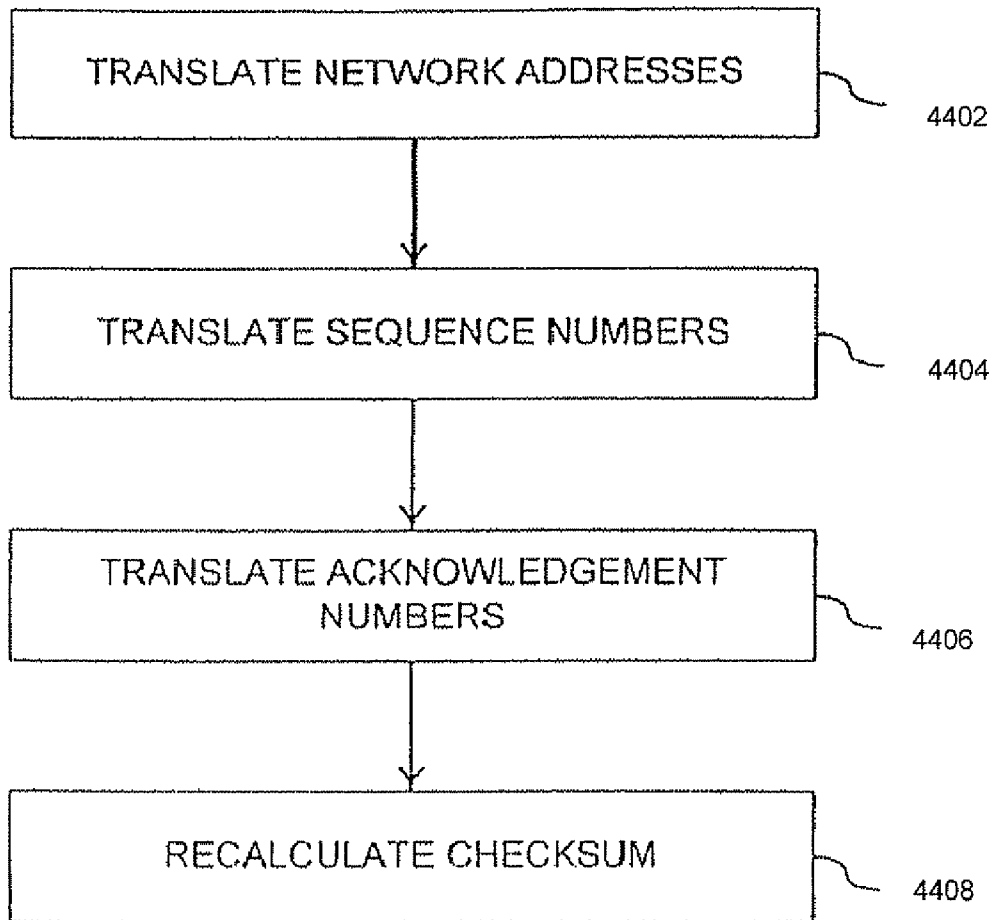 TRANSLATE NETWORK ADDRESSES
4402
TRANSLATE SEQUENCE NUMBERS
4404
TRANSLATE ACKNOWLEDGEMENT
NUMBERS
4406
RECALCULATE CHECKSUM
4408